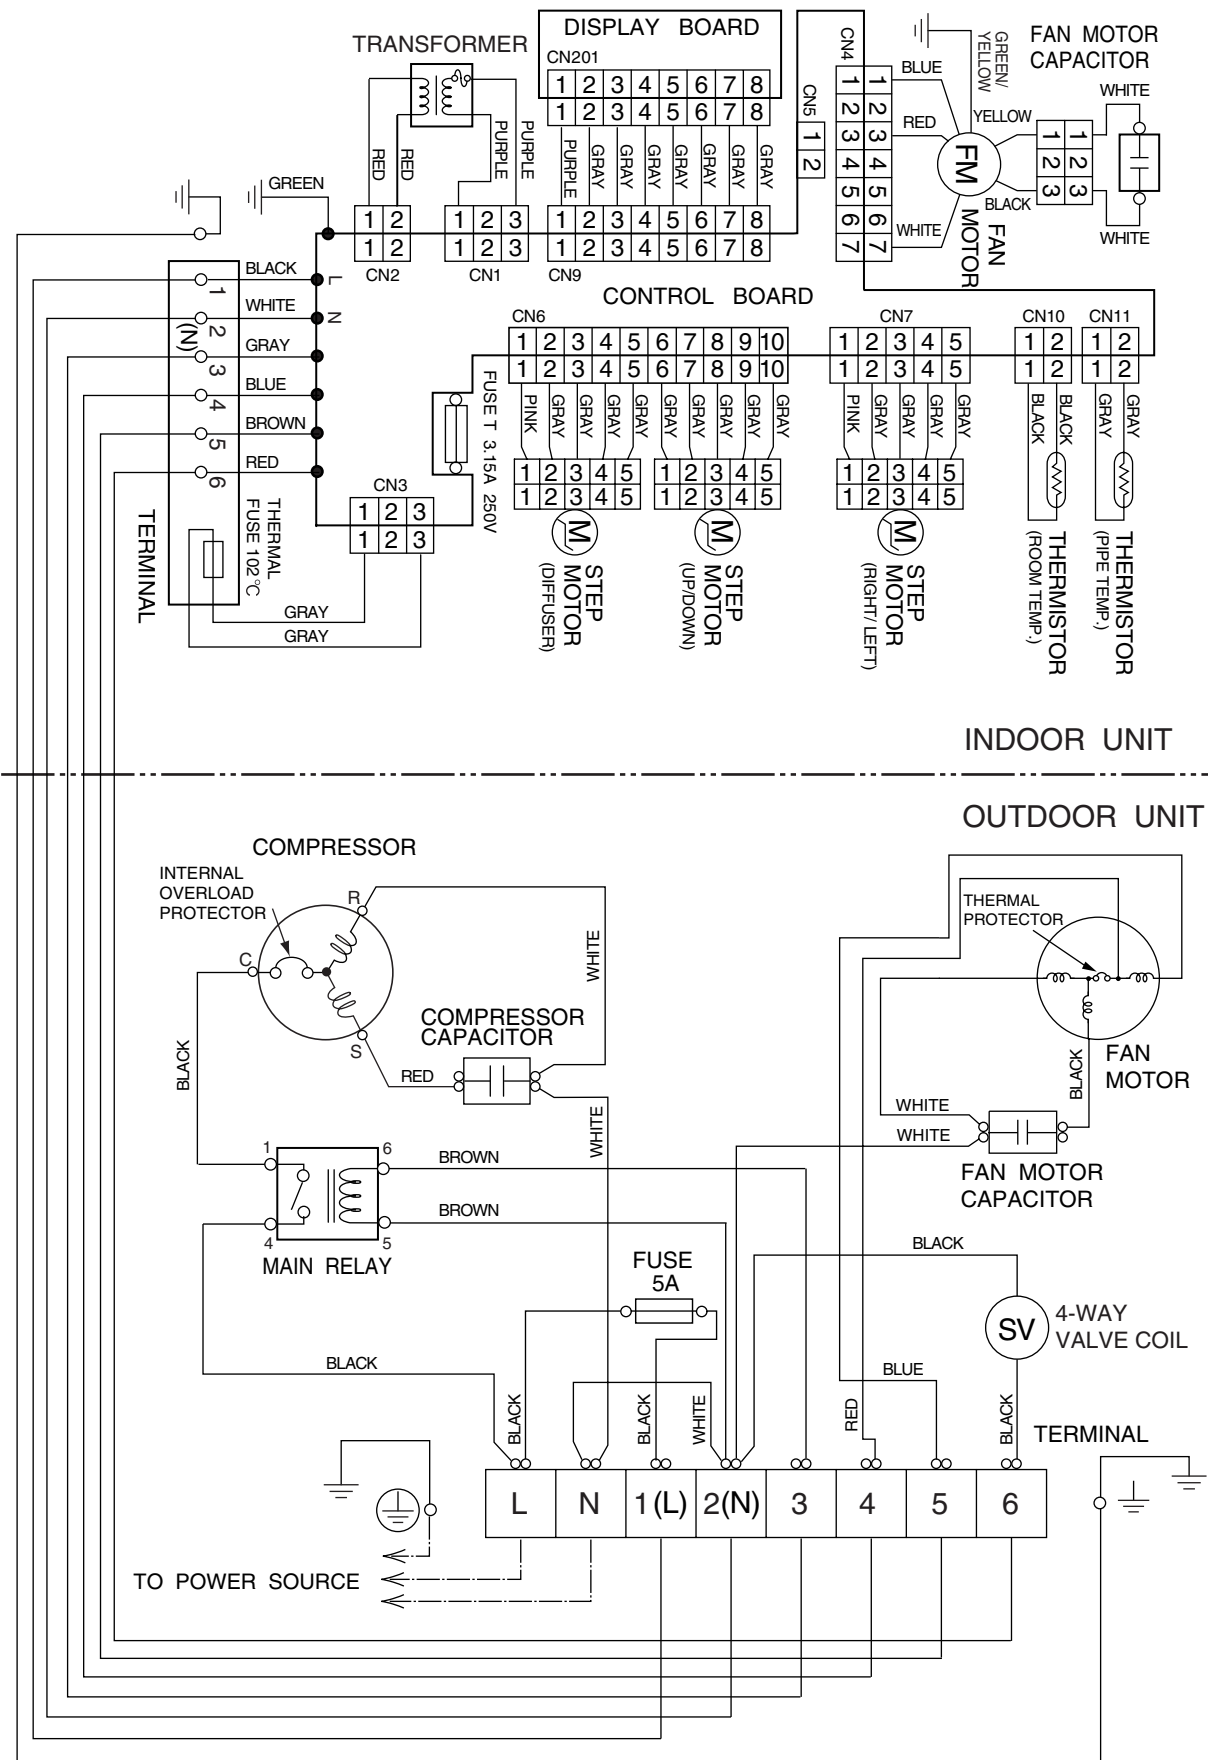 DISPLAY BOARD
TRANSFORMER
CN201
1 2 3 4 5 6 7 8
1 2 3 4 5 6 7 8
RED
RED
PURPLE
PURPLE
PURPLE
GRAY
GRAY
GRAY
GRAY
GRAY
GRAY
GRAY
CN5
1 2
CN4
1 2 3 4 5 6 7
1 2 3 4 5 6 7
BLUE
RED
WHITE
GREEN/
YELLOW
FM
FAN
MOTOR
YELLOW
BLACK
1 2 3
1 2 3
FAN MOTOR
CAPACITOR
WHITE
WHITE
GREEN
1 2
1 2
CN2
1 2 3
1 2 3
CN1
1 2 3 4 5 6 7 8
1 2 3 4 5 6 7 8
CN9
CONTROL BOARD
BLACK
L
WHITE
N
GRAY
BLUE
BROWN
RED
1
2
(N)
3
4
5
6
THERMAL
FUSE 102°C
TERMINAL
GRAY
GRAY
CN3
1 2 3
1 2 3
FUSE T 3.15A 250V
CN6
1 2 3 4 5 6 7 8 9 10
1 2 3 4 5 6 7 8 9 10
PINK
GRAY
GRAY
GRAY
GRAY
GRAY
GRAY
GRAY
GRAY
GRAY
1 2 3 4 5
1 2 3 4 5
M
STEP
MOTOR
(DIFFUSER)
1 2 3 4 5
1 2 3 4 5
M
STEP
MOTOR
(UP/DOWN)
CN7
1 2 3 4 5
1 2 3 4 5
PINK
GRAY
GRAY
GRAY
GRAY
1 2 3 4 5
1 2 3 4 5
M
STEP
MOTOR
(RIGHT/ LEFT)
CN10
1 2
1 2
BLACK
BLACK
THERMISTOR
(ROOM TEMP.)
CN11
1 2
1 2
GRAY
GRAY
THERMISTOR
(PIPE TEMP.)
INDOOR UNIT
OUTDOOR UNIT
COMPRESSOR
INTERNAL
OVERLOAD
PROTECTOR
R
C
S
WHITE
BLACK
COMPRESSOR
CAPACITOR
RED
WHITE
THERMAL
PROTECTOR
FAN
MOTOR
BLACK
WHITE
WHITE
FAN MOTOR
CAPACITOR
1
6
4
5
MAIN RELAY
BROWN
BROWN
FUSE
5A
BLACK
SV
4-WAY
VALVE COIL
BLACK
BLUE
BLACK
BLACK
WHITE
RED
BLACK
TERMINAL
L N 1(L) 2(N) 3 4 5 6
TO POWER SOURCE